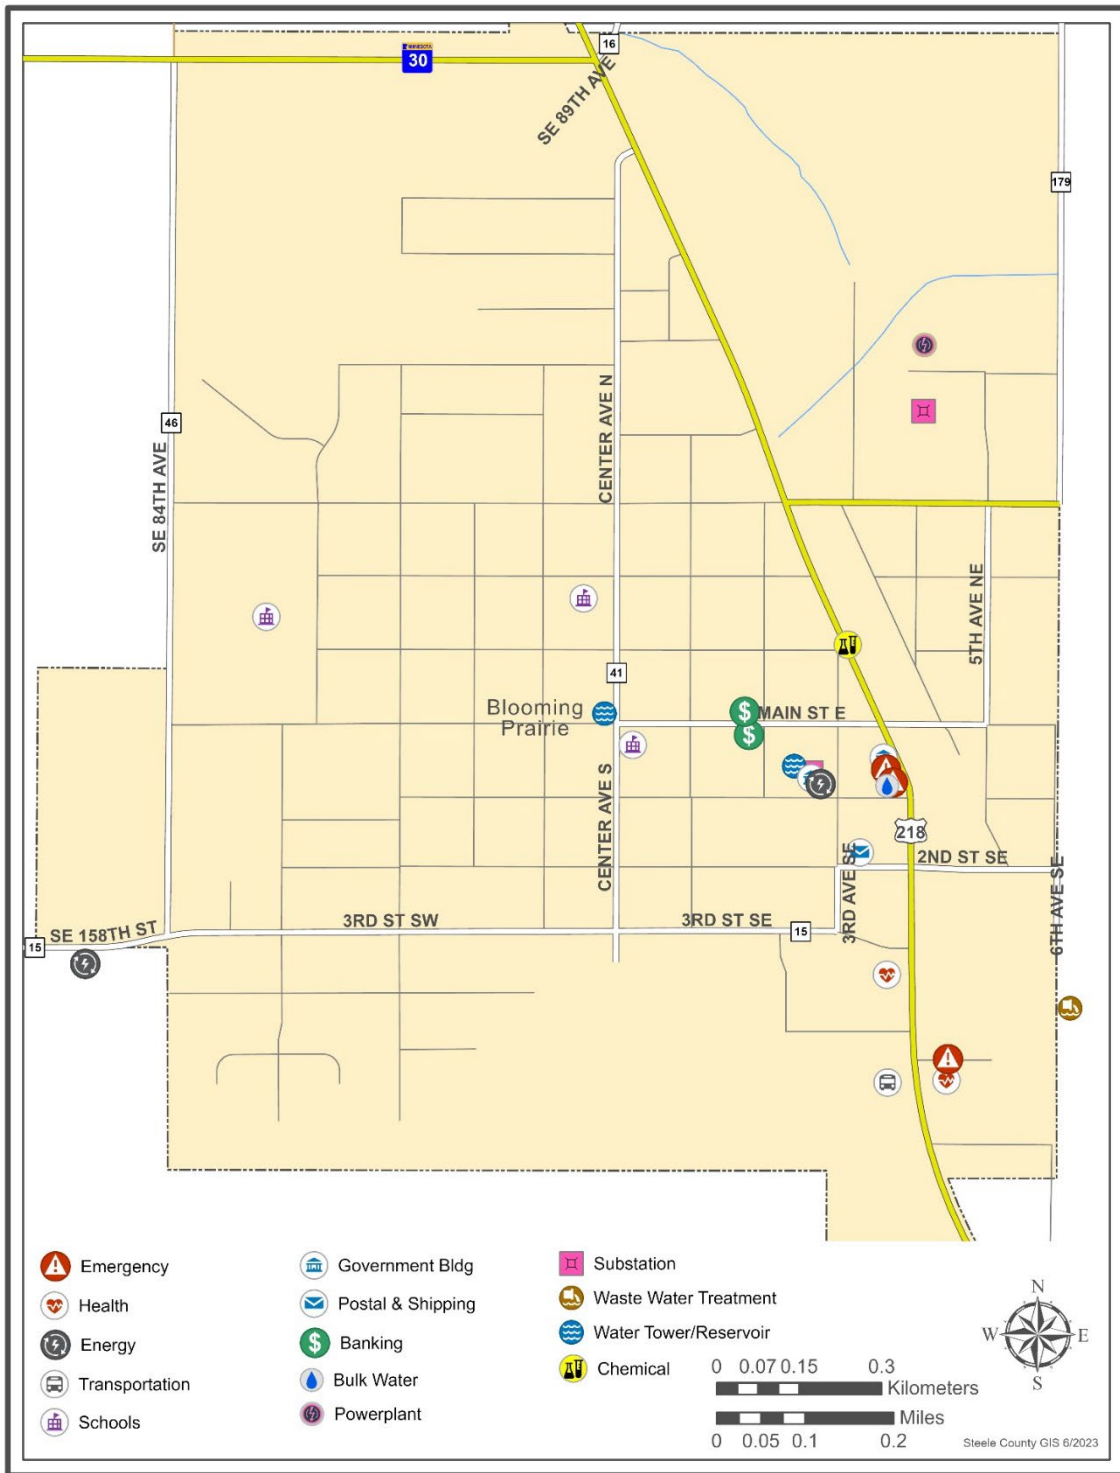 MINNESOTA
30
16
SE 89TH AVE
179
46
SE 84TH AVE
CENTER AVE N
5TH AVE NE
41
Blooming
Prairie
MAIN ST E
CENTER AVE S
218
2ND ST SE
3RD AVE SE
6TH AVE SE
3RD ST SW
3RD ST SE
15
SE 158TH ST
15
Emergency
Health
Energy
Transportation
Schools
Government Bldg
Postal & Shipping
Banking
Bulk Water
Powerplant
Substation
Waste Water Treatment
Water Tower/Reservoir
Chemical
N
W E
S
0 0.07 0.15 0.3
Kilometers
Miles
0 0.05 0.1 0.2
Steele County GIS 6/2023